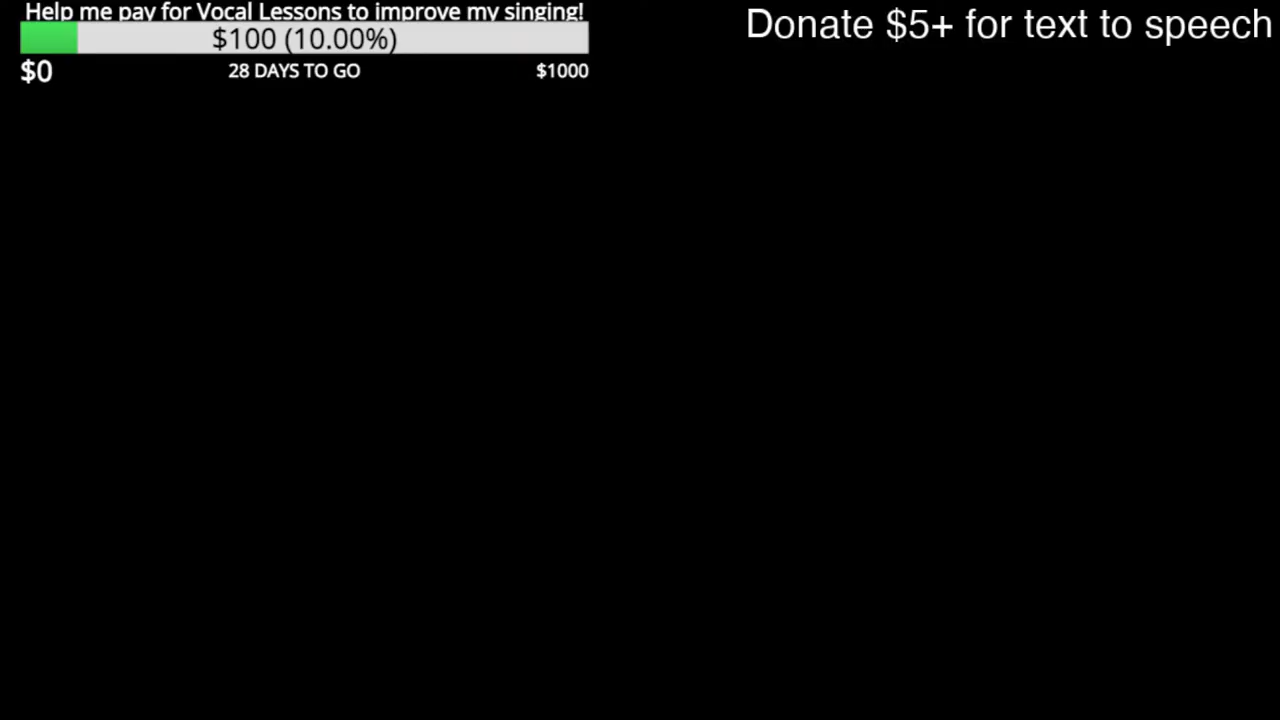 Help me pay for Vocal Lessons to improve my singing!
$100 (10.00%)
$0 28 DAYS TO GO $1000
Donate $5+ for text to speech